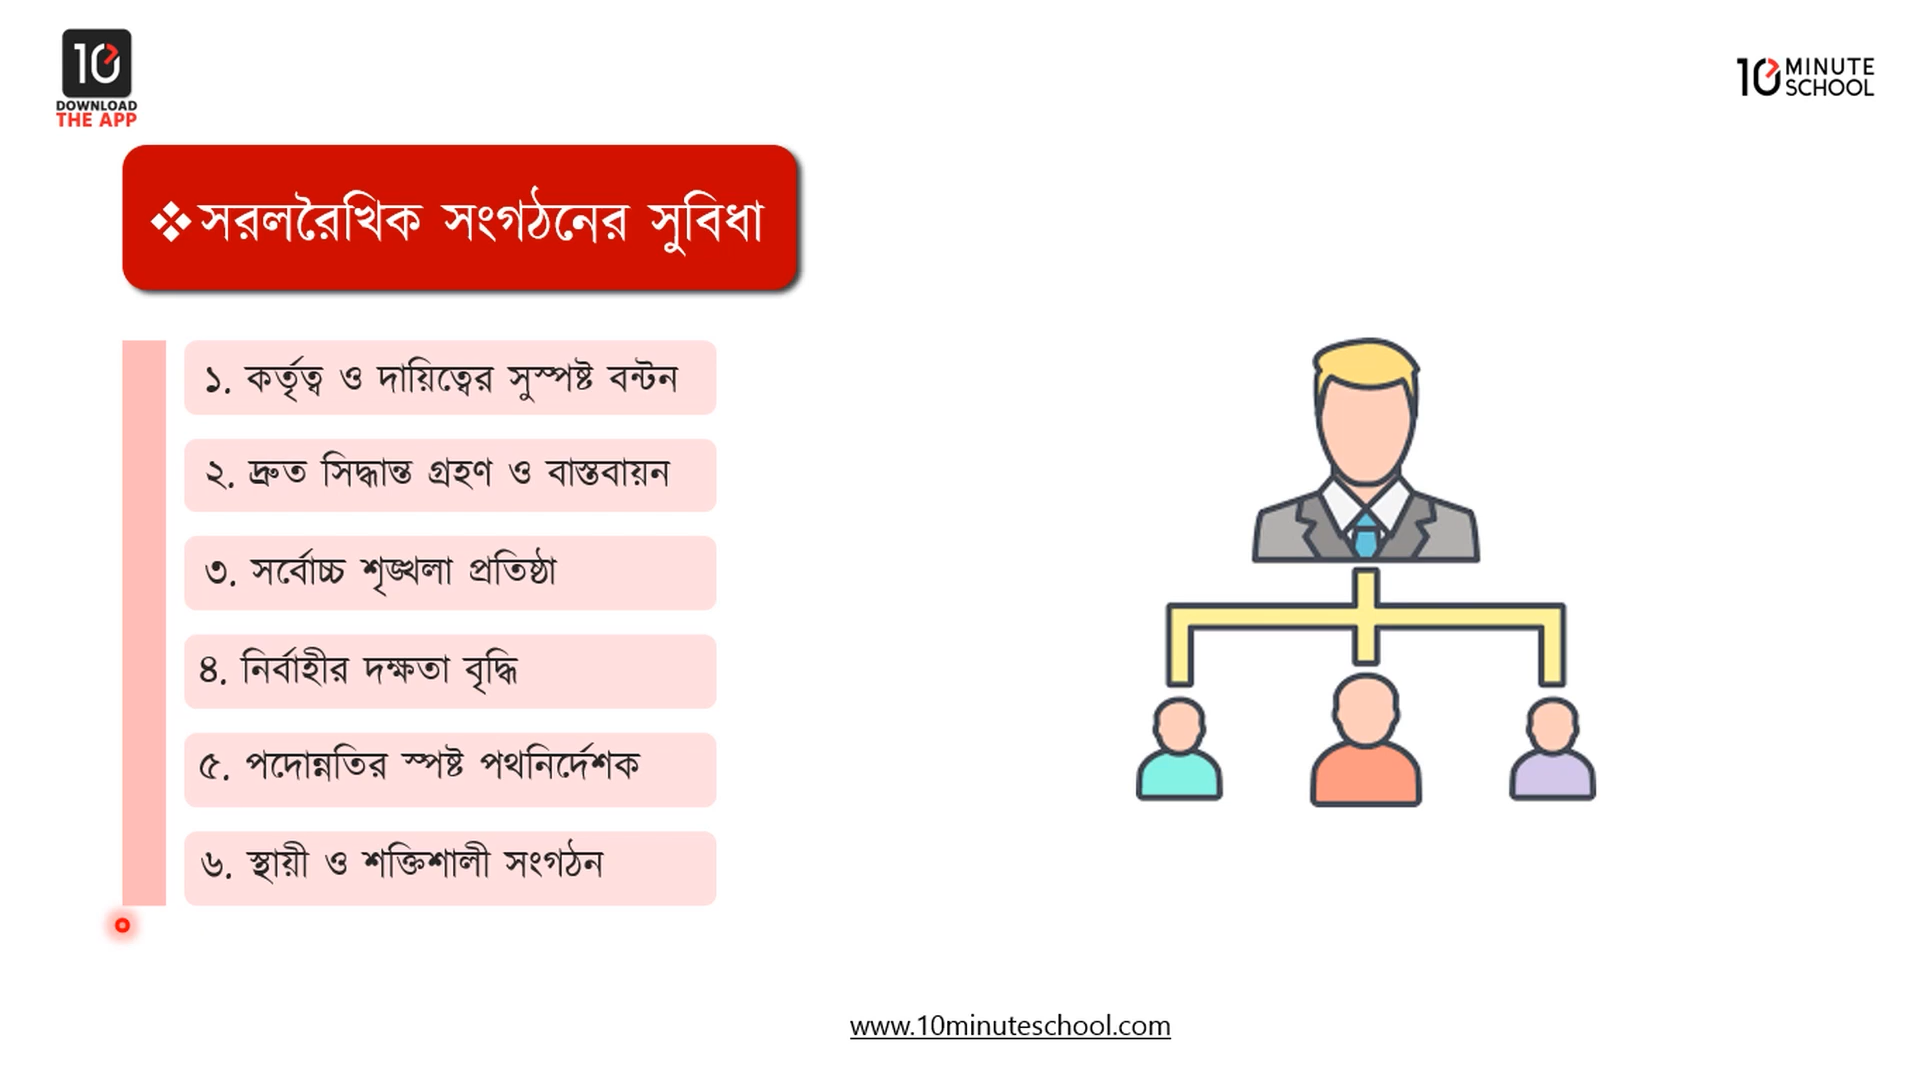 10
DOWNLOAD
THE APP
10 MINUTE
SCHOOL
❖সরলরৈখিক সংগঠনের সুবিধা
১. কর্তৃত্ব ও দায়িত্বের সুস্পষ্ট বন্টন
২. দ্রুত সিদ্ধান্ত গ্রহণ ও বাস্তবায়ন
৩. সর্বোচ্চ শৃঙ্খলা প্রতিষ্ঠা
৪. নির্বাহীর দক্ষতা বৃদ্ধি
৫. পদোন্নতির স্পষ্ট পথনির্দেশক
৬. স্থায়ী ও শক্তিশালী সংগঠন
www.10minuteschool.com